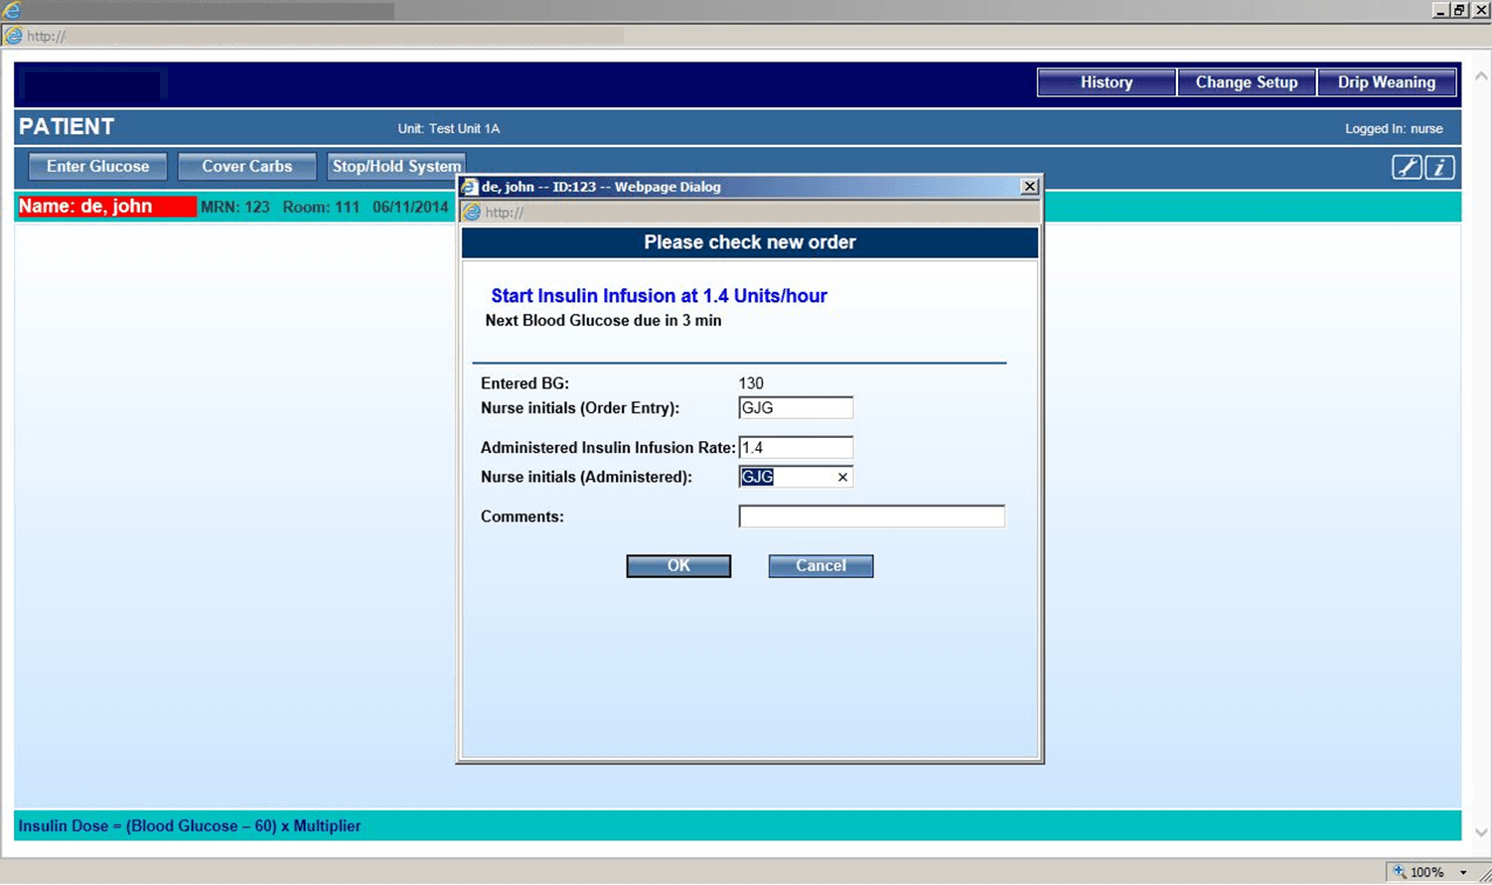 http://
History Change Setup Drip Weaning
PATIENT Unit: Test Unit 1A Logged In: nurse
Enter Glucose Cover Carbs Stop/Hold System
Name: de, john MRN: 123 Room: 111 06/11/2014
de, john -- ID:123 -- Webpage Dialog
http://
Please check new order
Start Insulin Infusion at 1.4 Units/hour
Next Blood Glucose due in 3 min
Entered BG: 130
Nurse initials (Order Entry): GJG
Administered Insulin Infusion Rate: 1.4
Nurse initials (Administered): GJG
Comments:
OK Cancel
Insulin Dose = (Blood Glucose – 60) x Multiplier
100%